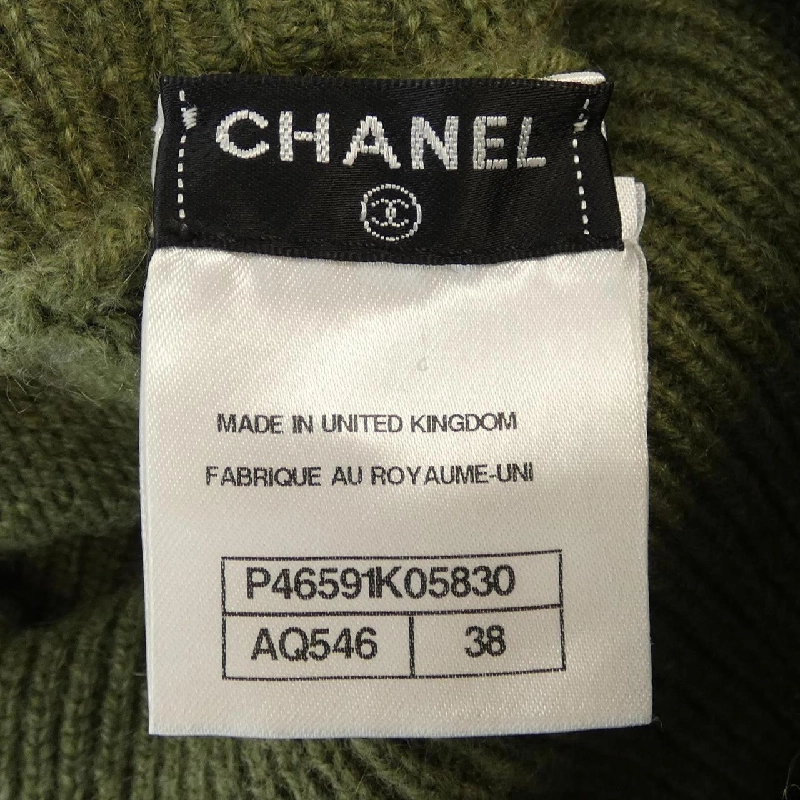 CHANEL
MADE IN UNITED KINGDOM
FABRIQUE AU ROYAUME-UNI
P46591K05830
AQ546 38